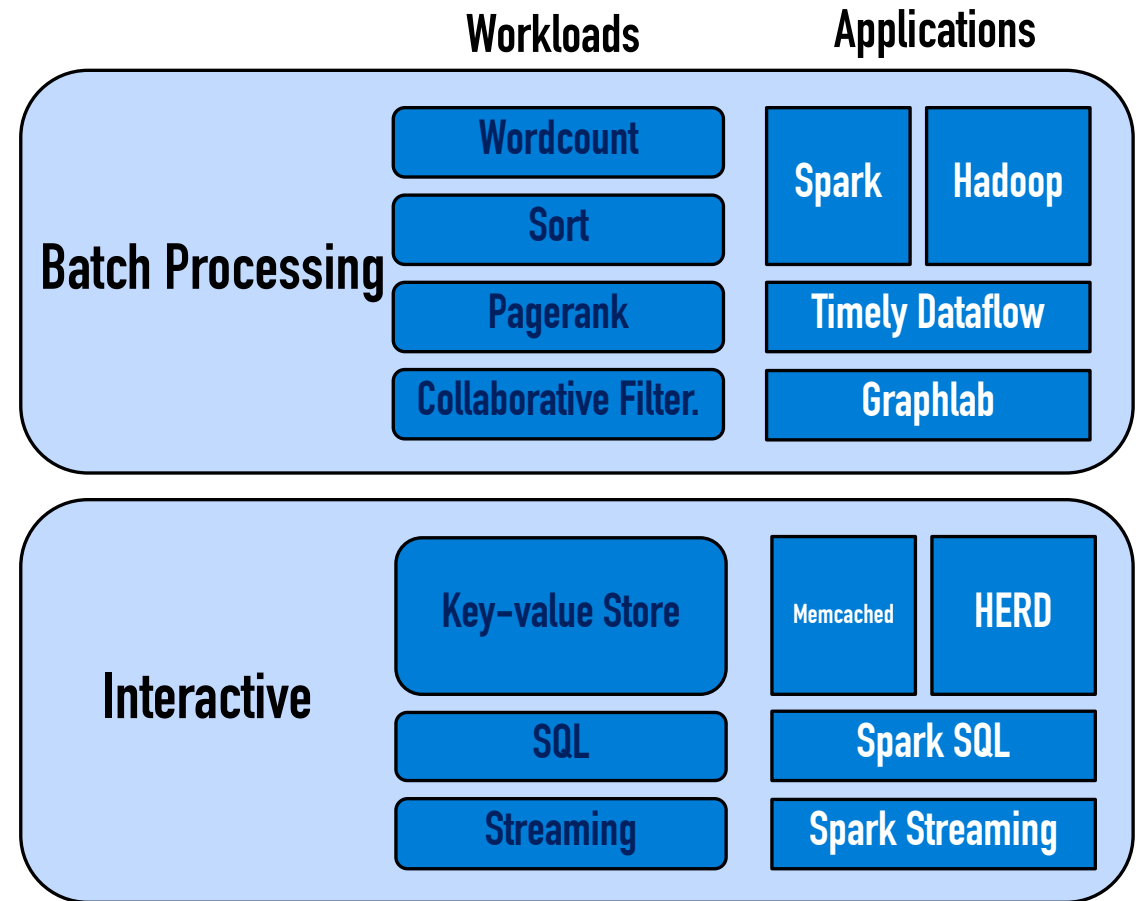 Workloads
Applications
Batch Processing
Wordcount
Sort
Pagerank
Collaborative Filter.
Spark
Hadoop
Timely Dataflow
Graphlab
Interactive
Key-value Store
SQL
Streaming
Memcached
HERD
Spark SQL
Spark Streaming